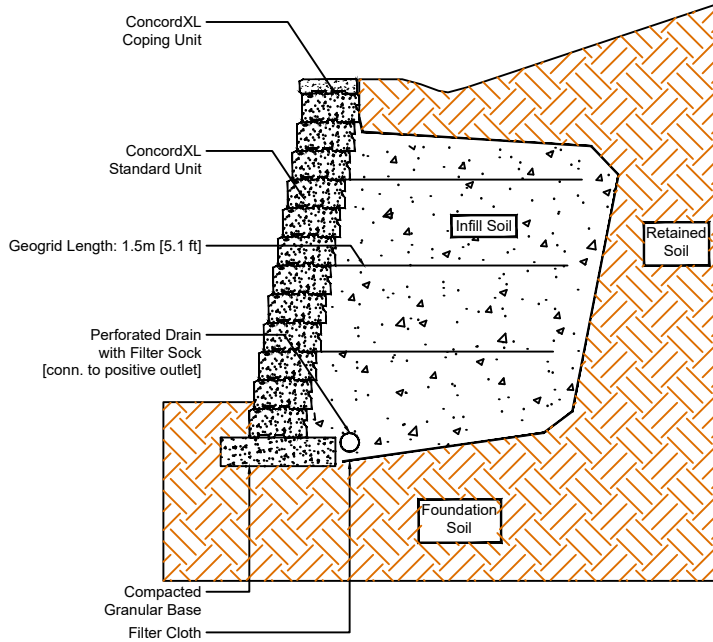 ConcordXL
Coping Unit
ConcordXL
Standard Unit
Infill Soil
Retained
Soil
Geogrid Length: 1.5m [5.1 ft]
Perforated Drain
with Filter Sock
[conn. to positive outlet]
Foundation
Soil
Compacted
Granular Base
Filter Cloth